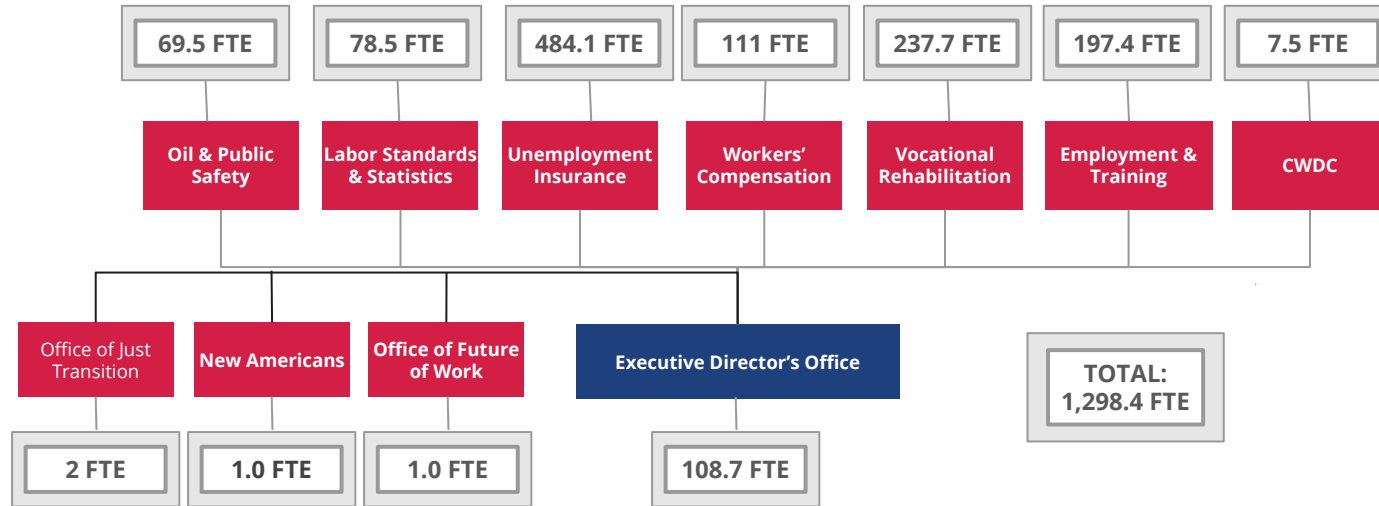 69.5 FTE
78.5 FTE
484.1 FTE
111 FTE
237.7 FTE
197.4 FTE
7.5 FTE
Oil & Public
Safety
Labor Standards
& Statistics
Unemployment
Insurance
Workers’
Compensation
Vocational
Rehabilitation
Employment &
Training
CWDC
Office of Just
Transition
New Americans
Office of Future
of Work
Executive Director’s Office
TOTAL:
1,298.4 FTE
2 FTE
1.0 FTE
1.0 FTE
108.7 FTE